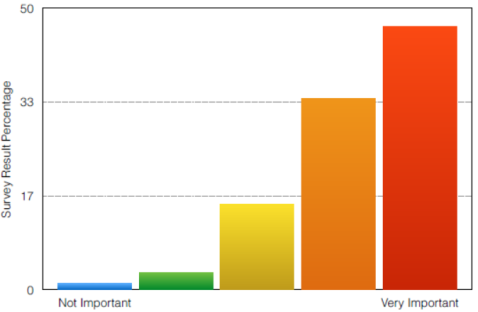 50
33
17
0
Survey Result Percentage
Not Important
Very Important